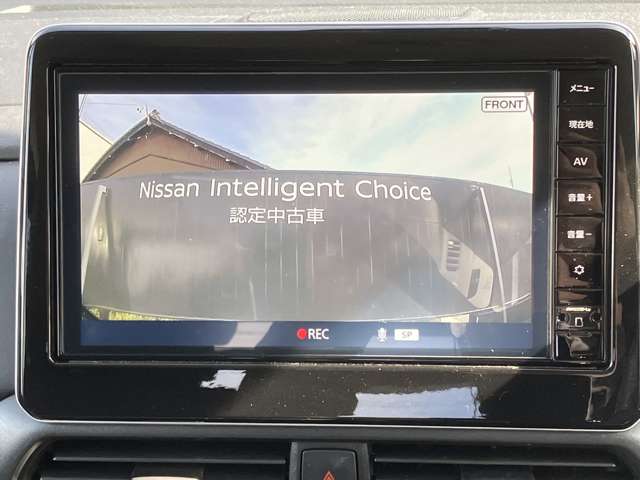 FRONT
Nissan Intelligent Choice
認定中古車
REC
SP
メニュー
現在地
AV
音量+
音量-